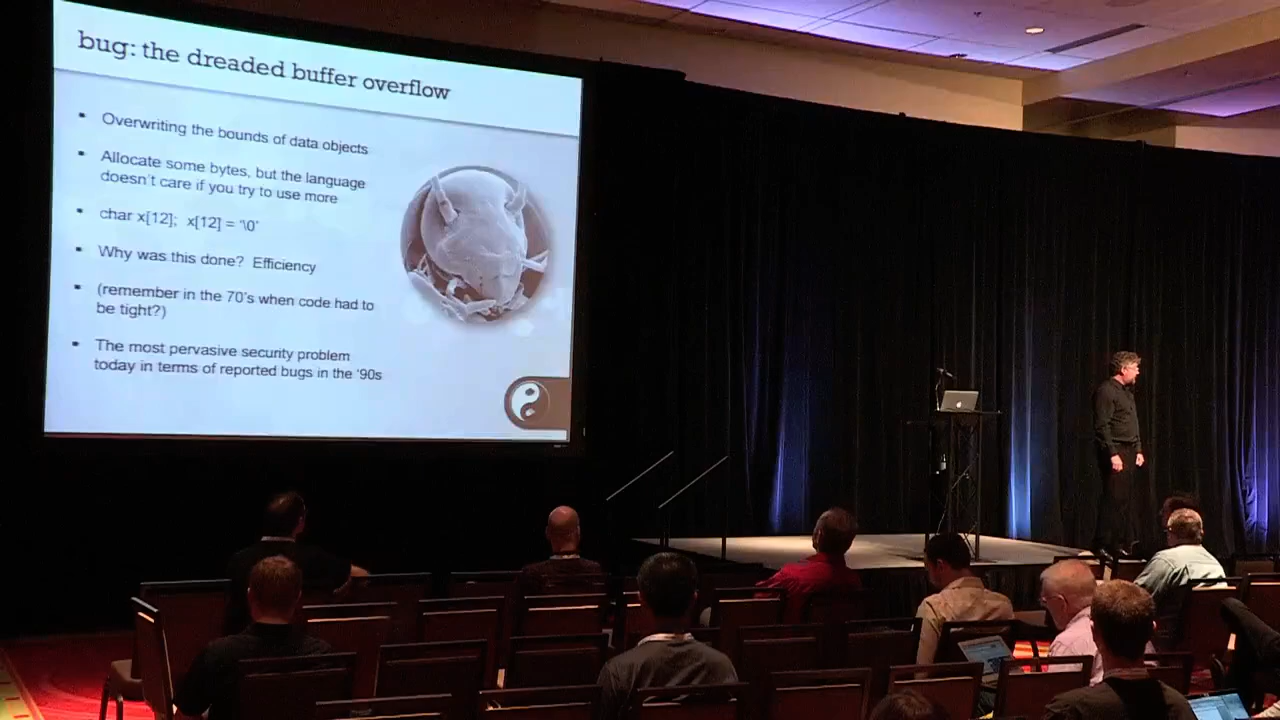 bug: the dreaded buffer overflow
Overwriting the bounds of data objects
Allocate some bytes, but the language
doesn't care if you try to use more
char x[12];  x[12] = '\0'
Why was this done?  Efficiency
(remember in the 70's when code had to
be tight?)
The most pervasive security problem
today in terms of reported bugs in the '90s